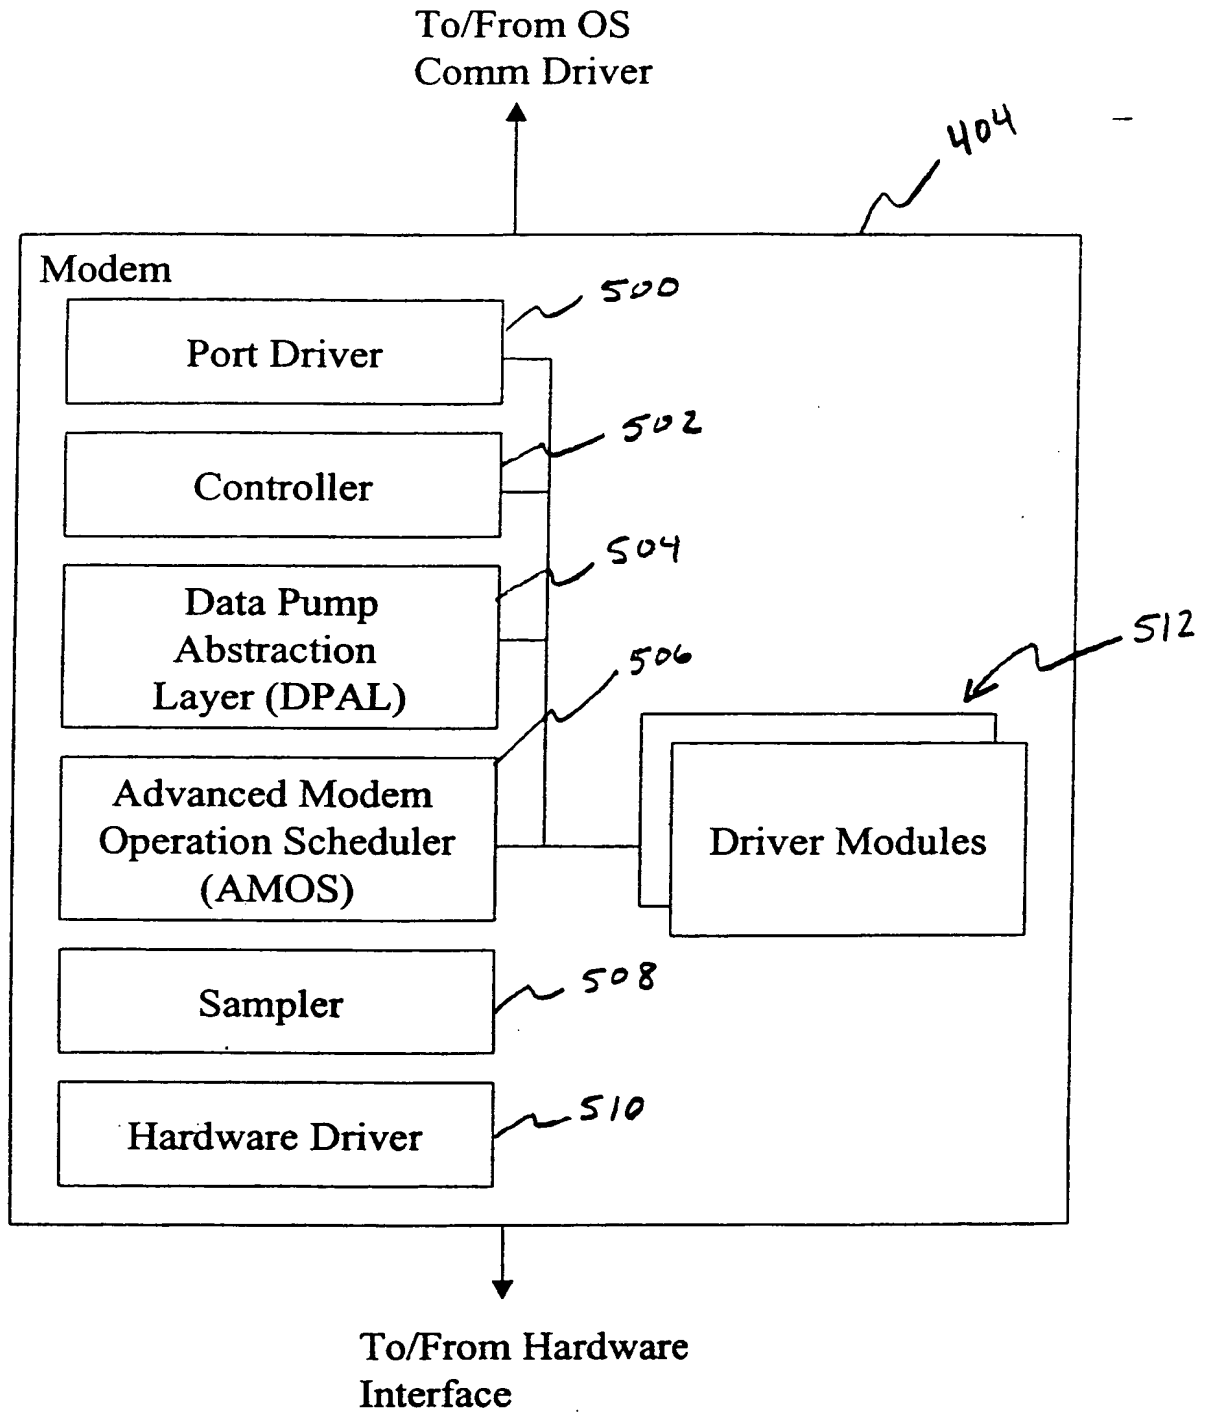 To/From OS
Comm Driver
404
Modem
500
Port Driver
502
Controller
504
Data Pump
Abstraction
Layer (DPAL)
512
506
Advanced Modem
Operation Scheduler
(AMOS)
Driver Modules
508
Sampler
510
Hardware Driver
To/From Hardware
Interface